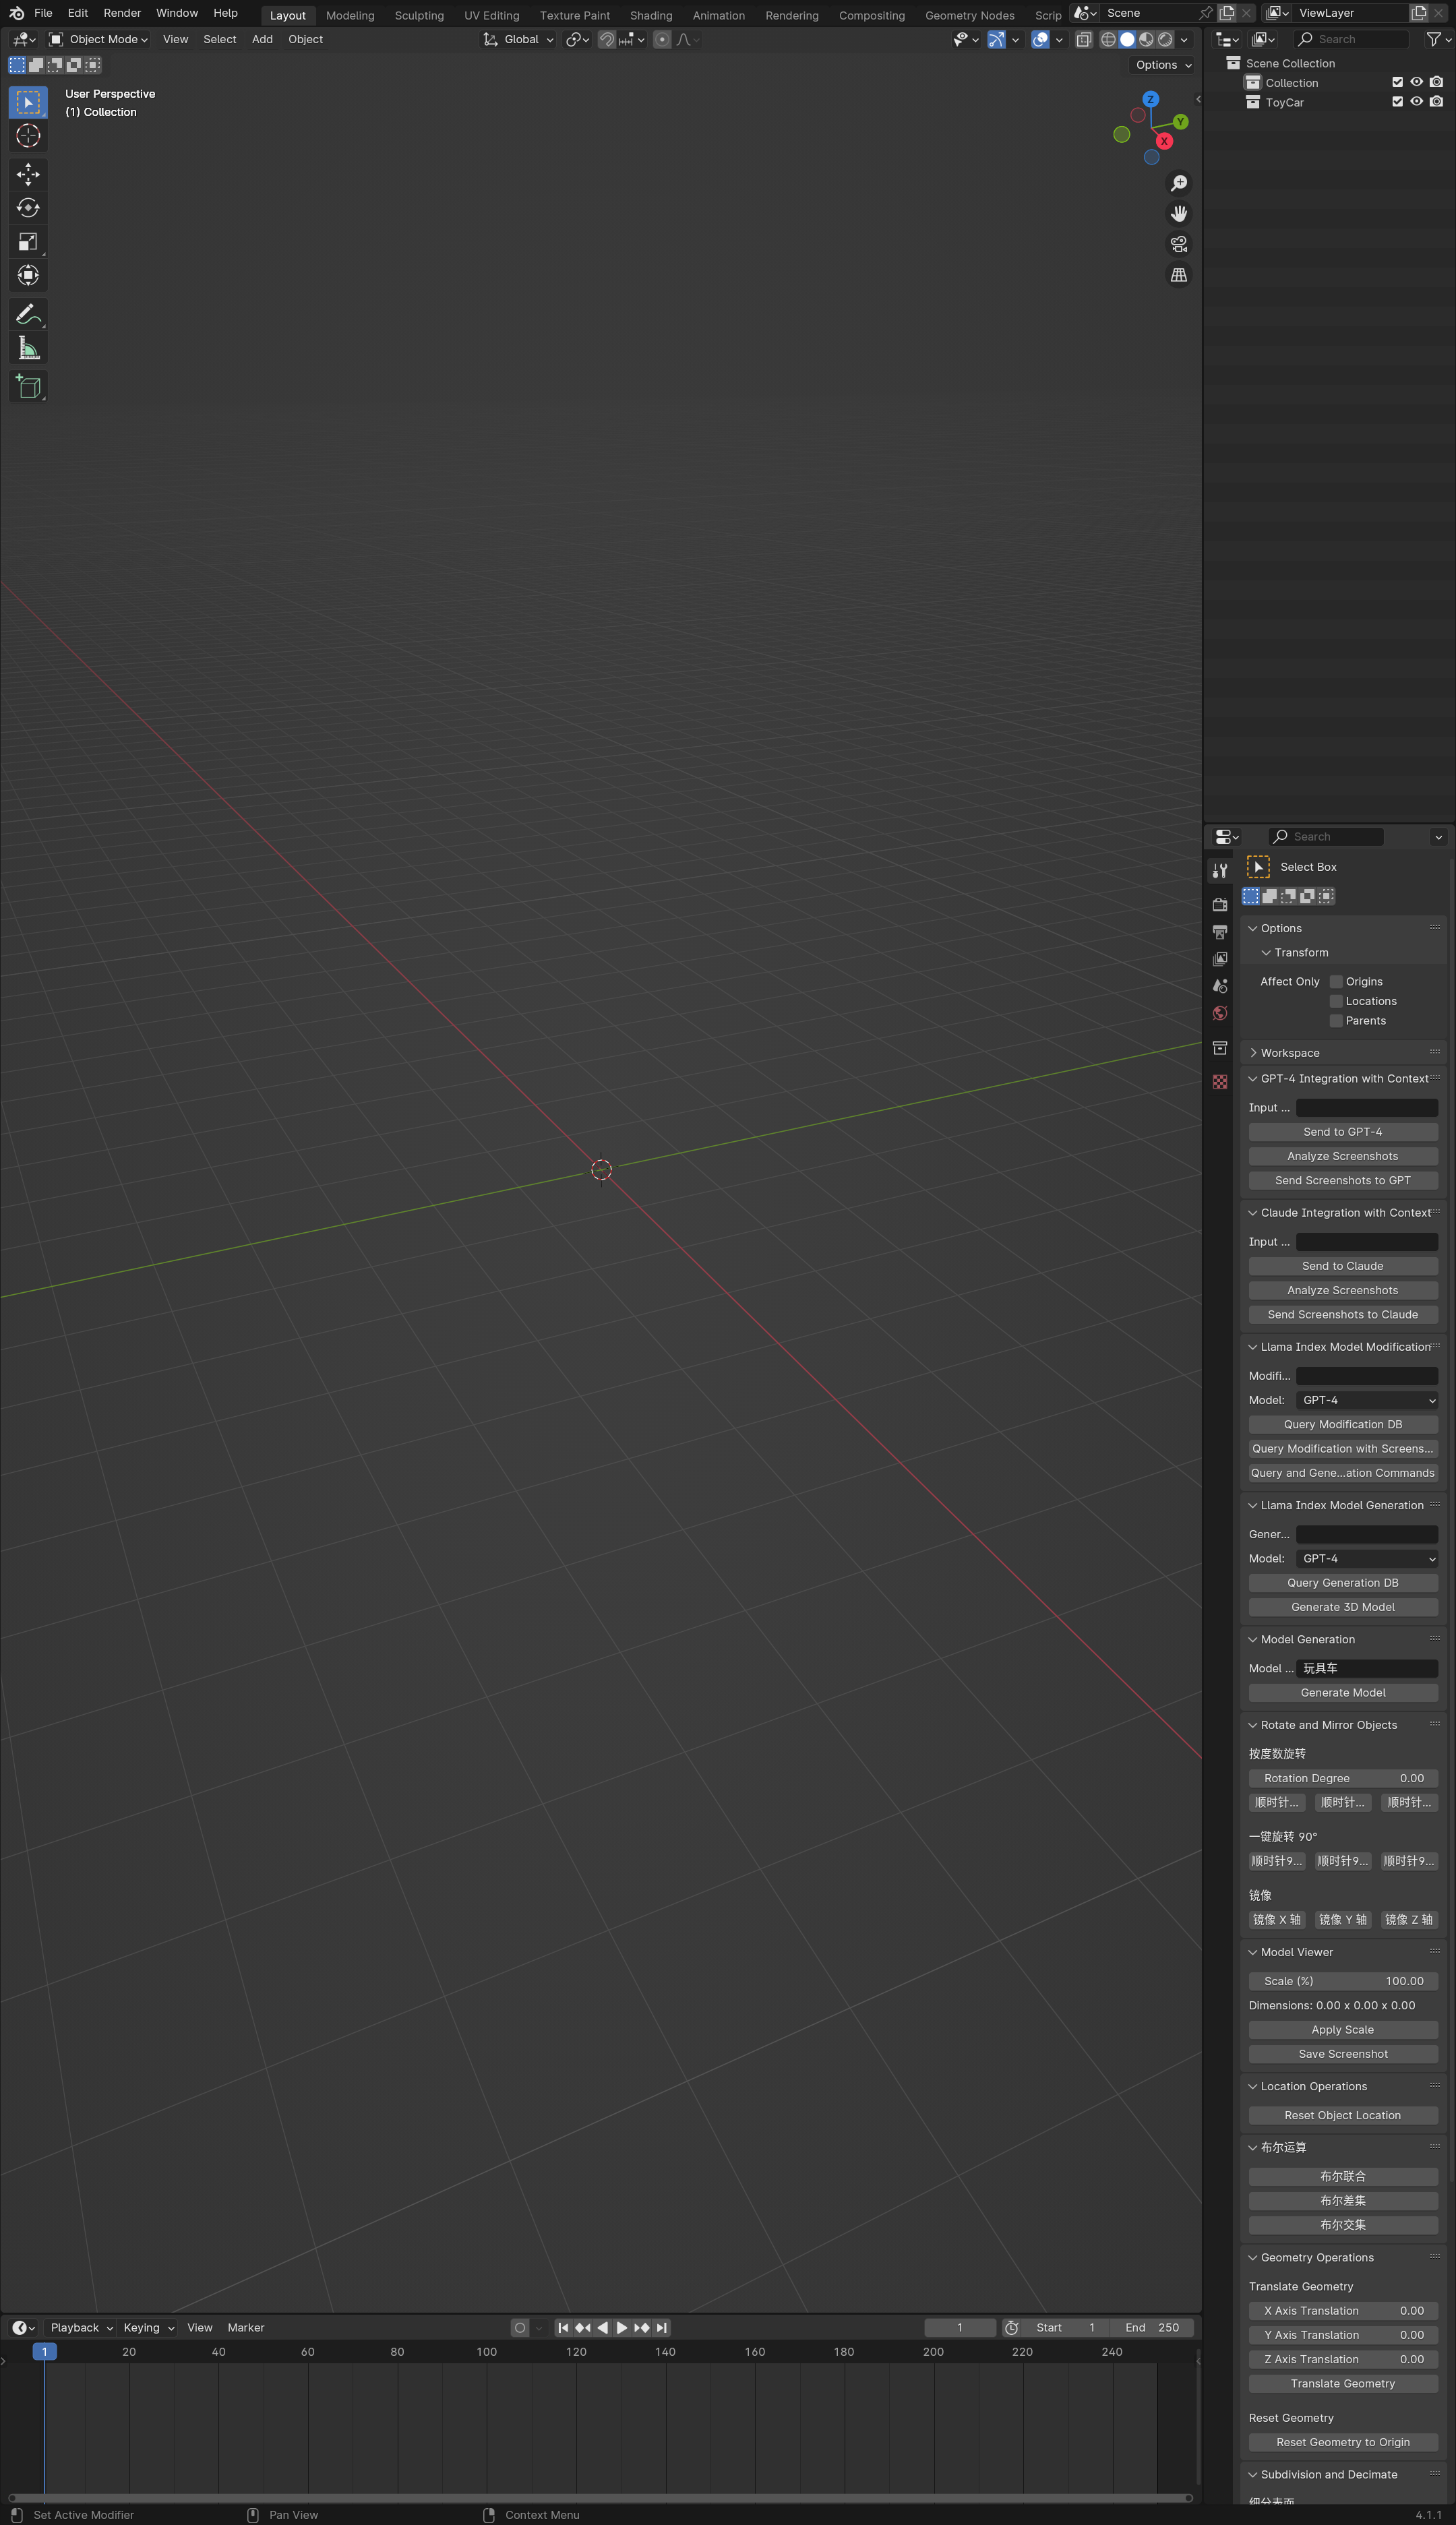 File Edit Render Window Help Layout Modeling Sculpting UV Editing Texture Paint Shading Animation Rendering Compositing Geometry Nodes Scrip Scene ViewLayer
Object Mode View Select Add Object Global Search
Options
User Perspective
(1) Collection
Z
Y
X
Scene Collection
Collection
ToyCar
Search
Select Box
Options
Transform
Affect Only Origins
Locations
Parents
Workspace
GPT-4 Integration with Context
Input ...
Send to GPT-4
Analyze Screenshots
Send Screenshots to GPT
Claude Integration with Context
Input ...
Send to Claude
Analyze Screenshots
Send Screenshots to Claude
Llama Index Model Modification
Modifi...
Model: GPT-4
Query Modification DB
Query Modification with Screens...
Query and Gene...ation Commands
Llama Index Model Generation
Gener...
Model: GPT-4
Query Generation DB
Generate 3D Model
Model Generation
Model ... 玩具车
Generate Model
Rotate and Mirror Objects
按度数旋转
Rotation Degree 0.00
顺时针... 顺时针... 顺时针...
一键旋转 90°
顺时针9... 顺时针9... 顺时针9...
镜像
镜像 X 轴 镜像 Y 轴 镜像 Z 轴
Model Viewer
Scale (%) 100.00
Dimensions: 0.00 x 0.00 x 0.00
Apply Scale
Save Screenshot
Location Operations
Reset Object Location
布尔运算
布尔联合
布尔差集
布尔交集
Geometry Operations
Translate Geometry
X Axis Translation 0.00
Y Axis Translation 0.00
Z Axis Translation 0.00
Translate Geometry
Reset Geometry
Reset Geometry to Origin
Subdivision and Decimate
细分表面
Playback Keying View Marker 1 Start 1 End 250
1 20 40 60 80 100 120 140 160 180 200 220 240
Set Active Modifier Pan View Context Menu 4.1.1